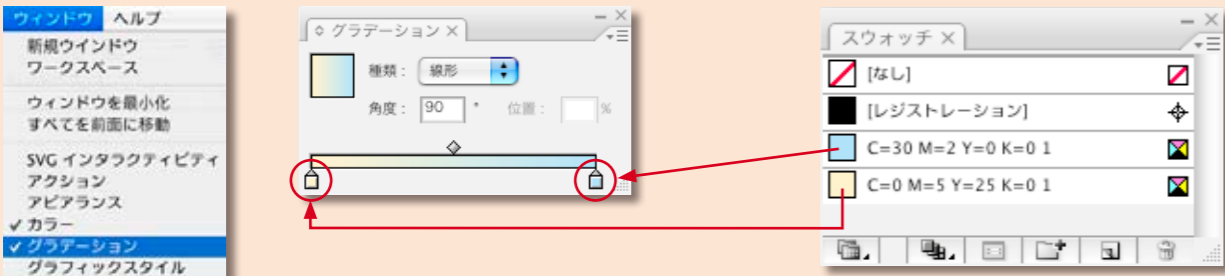 ウィンドウ ヘルプ
新規ウインドウ
ワークスペース
ウィンドウを最小化
すべてを前面に移動
SVG インタラクティビティ
アクション
アピアランス
✓ カラー
✓ グラデーション
グラフィックスタイル
グラデーション ×
種類： 線形
角度： 90 ° 位置： %
スウォッチ ×
[なし]
[レジストレーション]
C=30 M=2 Y=0 K=0 1
C=0 M=5 Y=25 K=0 1